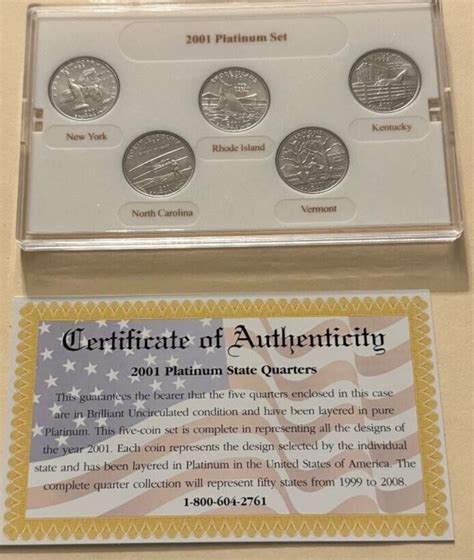 2001 Platinum Set
New York
Rhode Island
Kentucky
North Carolina
Vermont
Certificate of Authenticity
2001 Platinum State Quarters
This guarantees the bearer that the five quarters enclosed in this case
are in Brilliant Uncirculated condition and have been layered in pure
Platinum. This five-coin set is complete in representing all the designs of
the year 2001. Each coin represents the design selected by the individual
state and has been layered in Platinum in the United States of America. The
complete quarter collection will represent fifty states from 1999 to 2008.
1-800-604-2761